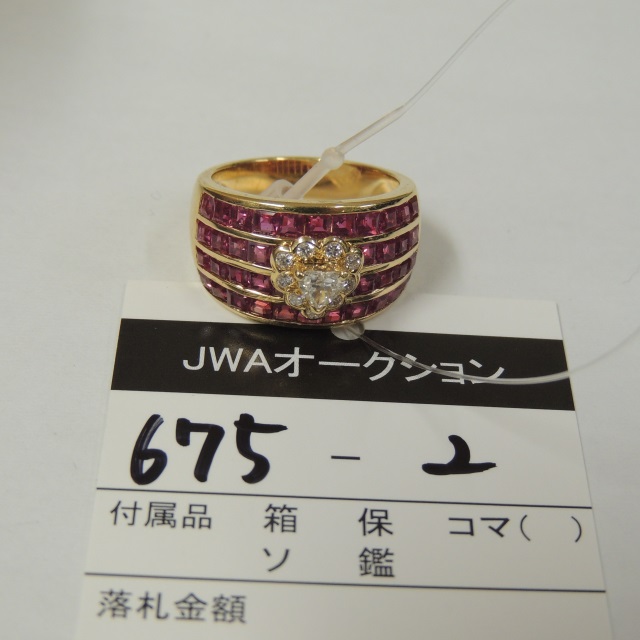 JWAオークション
675-2
付属品 箱 保 コマ( )
ソ 鑑
落札金額